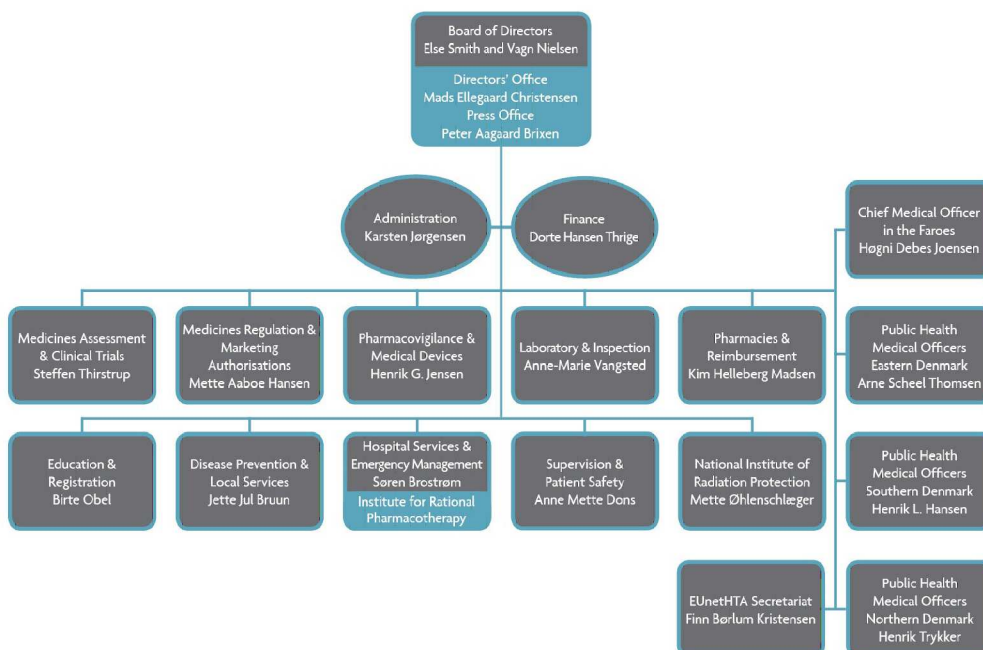 Board of Directors
Else Smith and Vagn Nielsen
Directors' Office
Mads Ellegaard Christensen
Press Office
Peter Aagaard Brixen
Administration
Karsten Jørgensen
Finance
Dorte Hansen Thrige
Chief Medical Officer
in the Faroes
Høgni Debes Joensen
Medicines Assessment
& Clinical Trials
Steffen Thirstrup
Medicines Regulation &
Marketing
Authorisations
Mette Aaboe Hansen
Pharmacovigilance &
Medical Devices
Henrik G. Jensen
Laboratory & Inspection
Anne-Marie Vangsted
Pharmacies &
Reimbursement
Kim Helleberg Madsen
Public Health
Medical Officers
Eastern Denmark
Arne Scheel Thomsen
Education &
Registration
Birte Obel
Disease Prevention &
Local Services
Jette Jul Bruun
Hospital Services &
Emergency Management
Søren Brostrøm
Institute for Rational
Pharmacotherapy
Supervision &
Patient Safety
Anne Mette Dons
National Institute of
Radiation Protection
Mette Øhlenschlæger
Public Health
Medical Officers
Southern Denmark
Henrik L. Hansen
EUnetHTA Secretariat
Finn Børlum Kristensen
Public Health
Medical Officers
Northern Denmark
Henrik Trykker